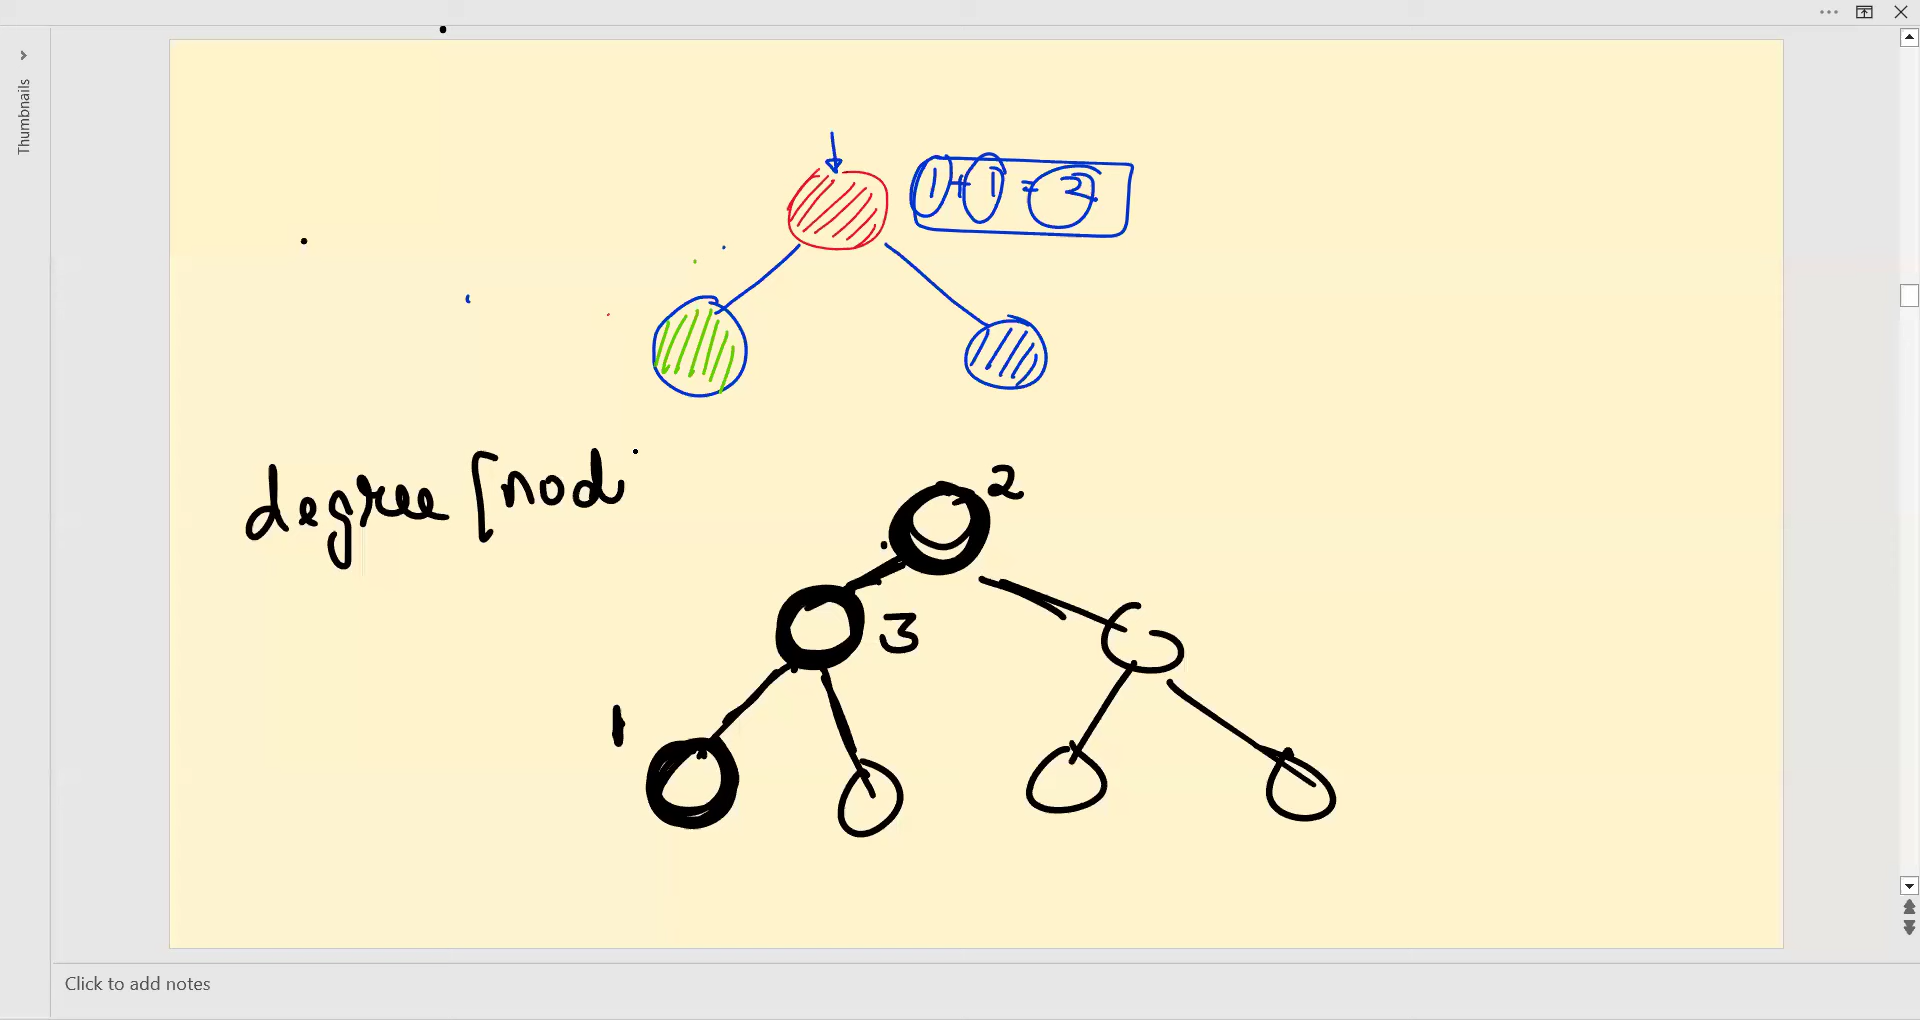 Thumbnails
1+1=2
degree [nod
2
3
1
Click to add notes